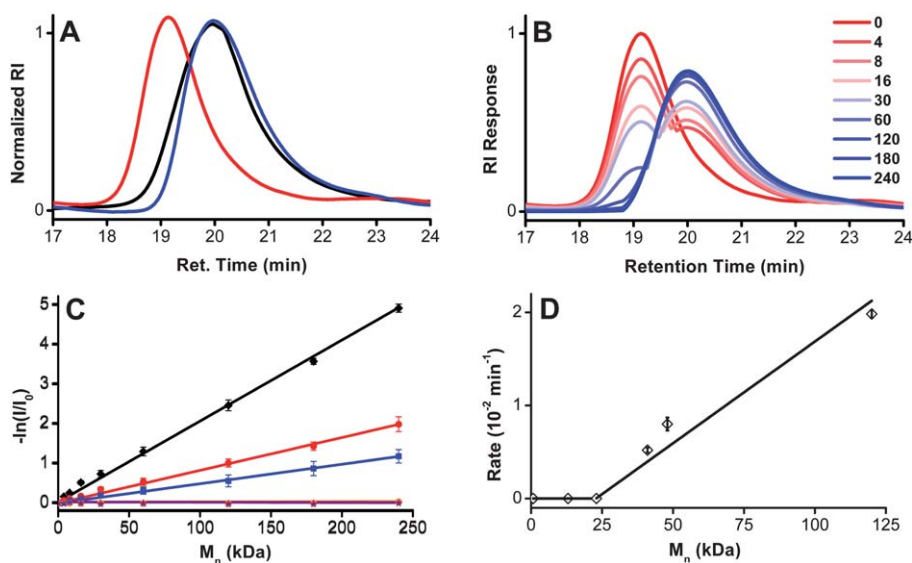 A
Normalized RI
1
0
17 18 19 20 21 22 23 24
Ret. Time (min)
B
RI Response
1
0
17 18 19 20 21 22 23 24
Retention Time (min)
0
4
8
16
30
60
120
180
240
C
-ln(I/I0)
5
4
3
2
1
0
0 50 100 150 200 250
Mn (kDa)
D
Rate (10-2 min-1)
2
1
0
0 25 50 75 100 125
Mn (kDa)